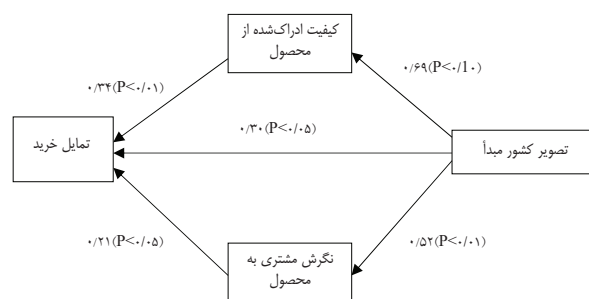 کیفیت ادراک‌شده از
محصول
۰/۶۹(P<۰/10)
۰/۳۴(P<۰/۰۱)
۰/۳۰(P<۰/۰۵)
تصویر کشور مبدأ
تمایل خرید
۰/۵۲(P<۰/۰۱)
۰/۲۱(P<۰/۰۵)
نگرش مشتری به
محصول